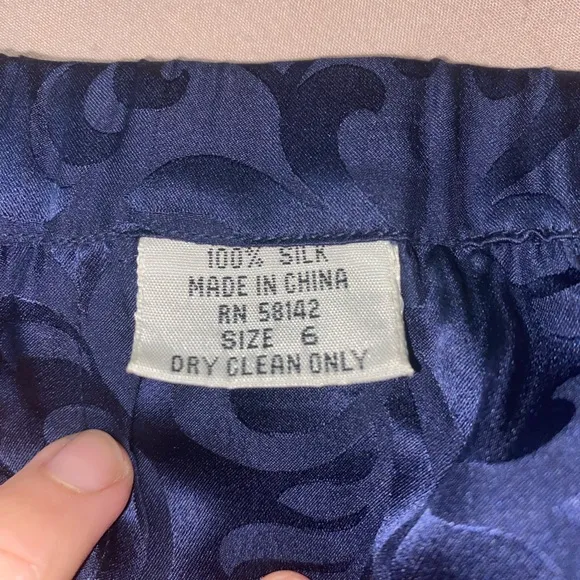 100% SILK
MADE IN CHINA
RN 58142
SIZE 6
DRY CLEAN ONLY